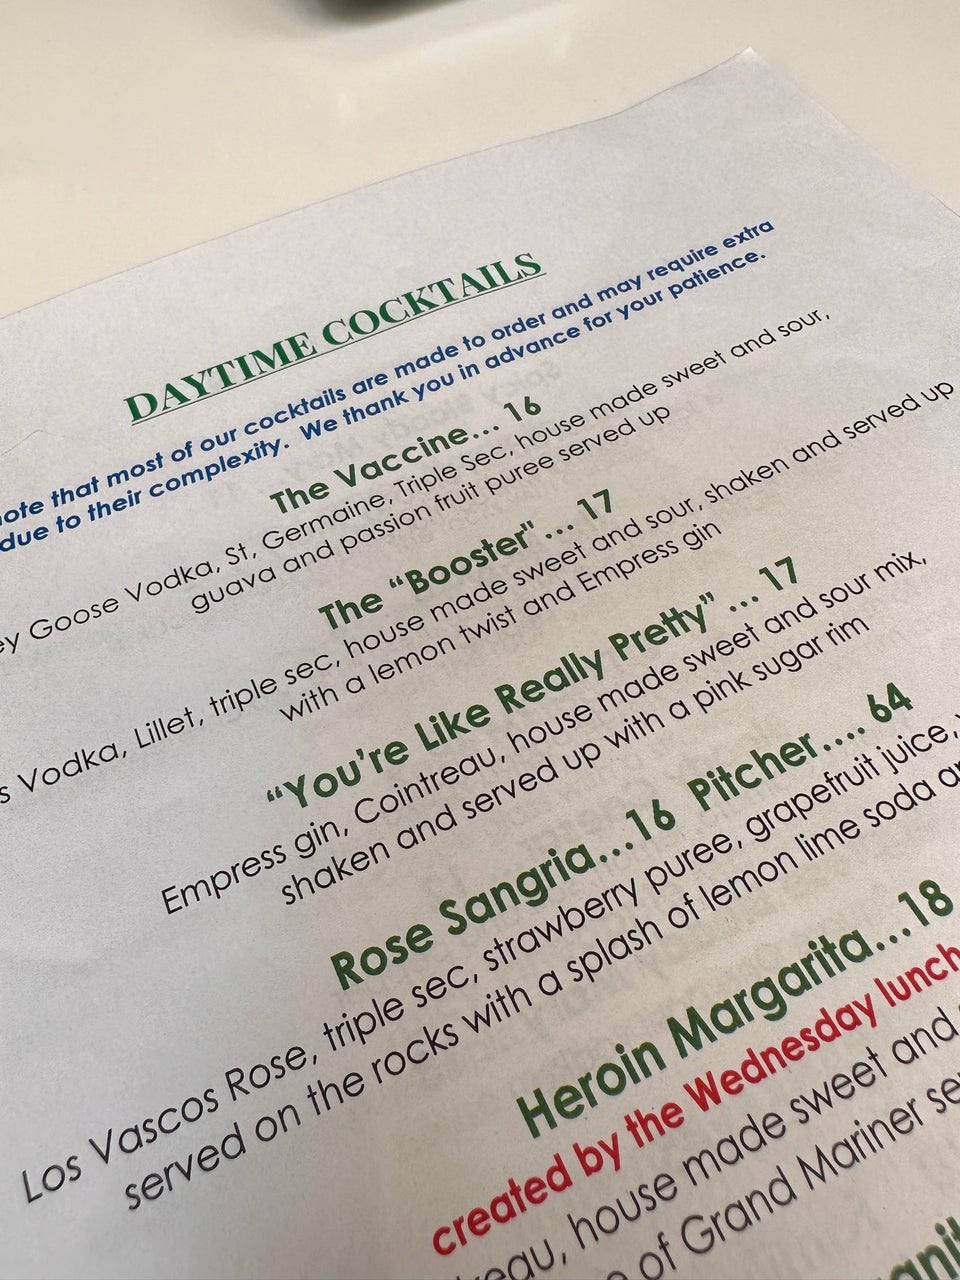 DAYTIME COCKTAILS
note that most of our cocktails are made to order and may require extra
due to their complexity. We thank you in advance for your patience.
The Vaccine... 16
Goose Vodka, St, Germaine, Triple Sec, house made sweet and sour,
guava and passion fruit puree served up
The “Booster" ... 17
Vodka, Lillet, triple sec, house made sweet and sour, shaken and served up
with a lemon twist and Empress gin
“You’re Like Really Pretty” ... 17
Empress gin, Cointreau, house made sweet and sour mix,
shaken and served up with a pink sugar rim
Rose Sangria...16 Pitcher.... 64
Los Vascos Rose, triple sec, strawberry puree, grapefruit juice,
served on the rocks with a splash of lemon lime soda
Heroin Margarita...18
created by the Wednesday lunch
house made sweet and
of Grand Mariner